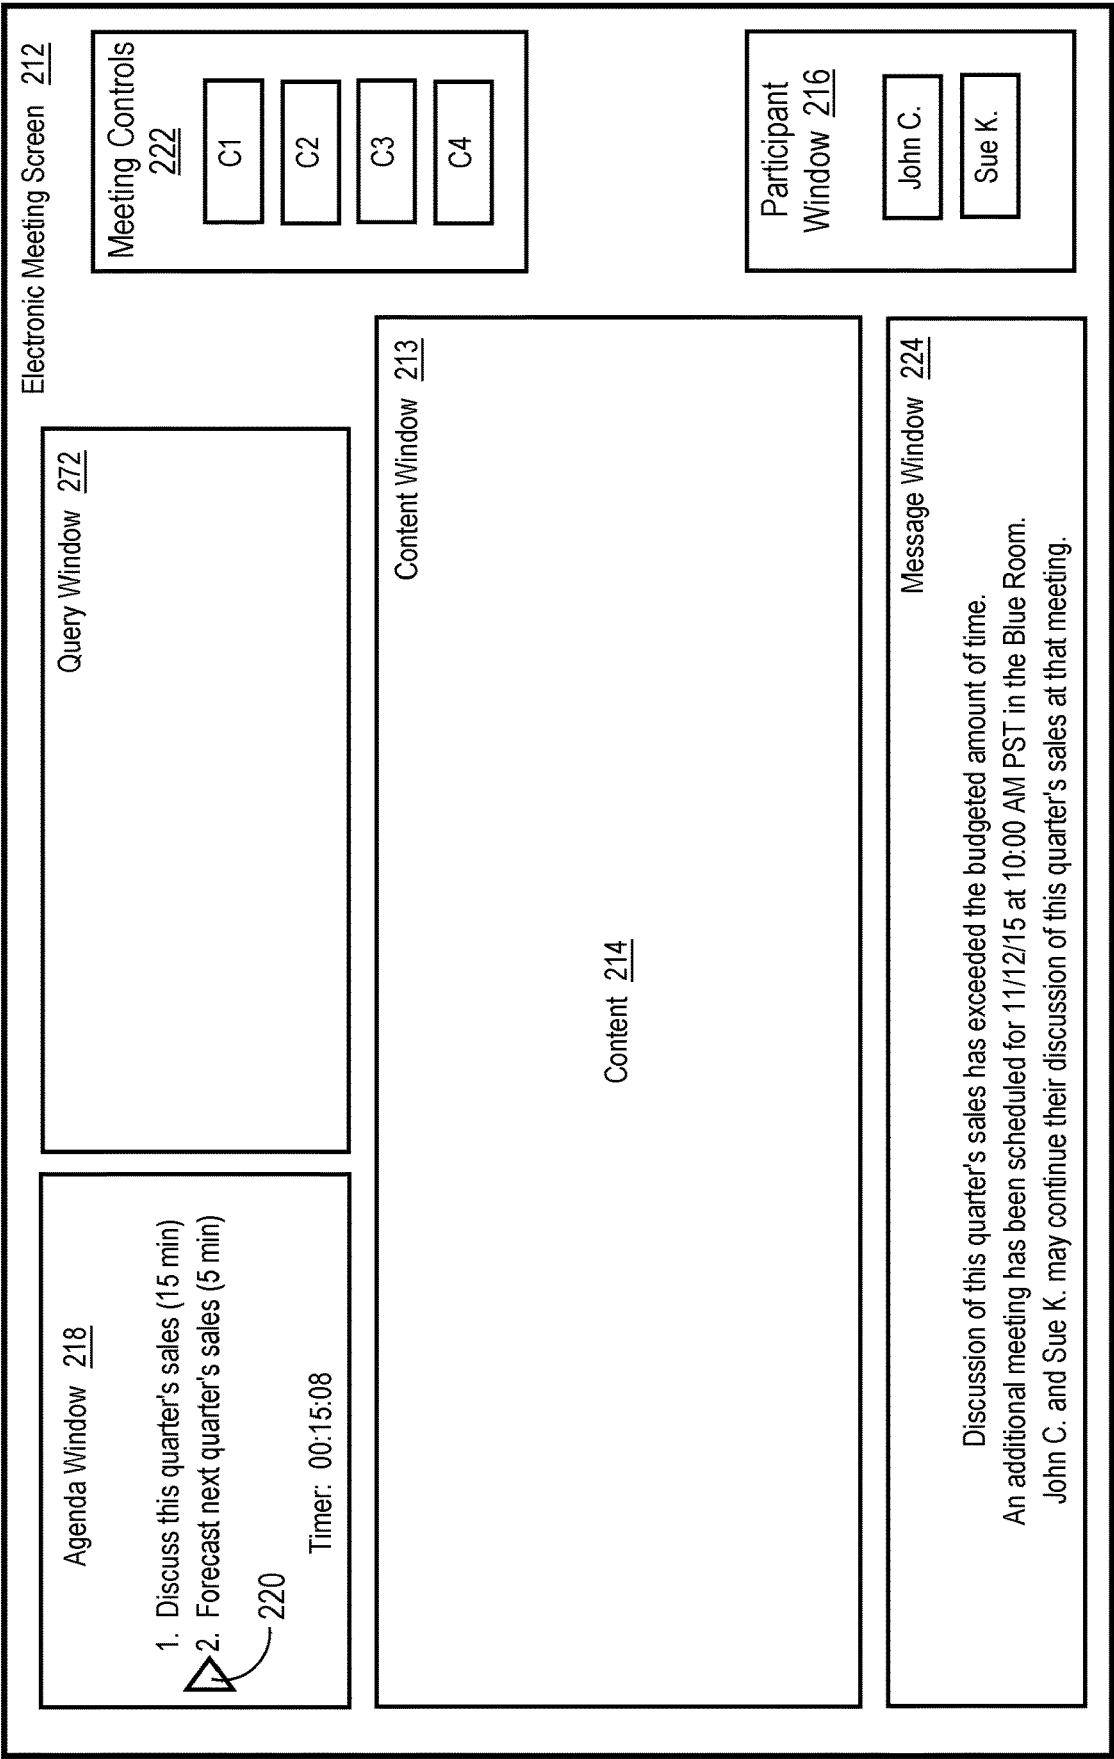 Electronic Meeting Screen 212
Agenda Window 218
1. Discuss this quarter's sales (15 min)
2. Forecast next quarter's sales (5 min)
220
Timer: 00:15:08
Query Window 272
Meeting Controls
222
C1
C2
C3
C4
Content Window 213
Content 214
Participant
Window 216
John C.
Sue K.
Message Window 224
Discussion of this quarter's sales has exceeded the budgeted amount of time.
An additional meeting has been scheduled for 11/12/15 at 10:00 AM PST in the Blue Room.
John C. and Sue K. may continue their discussion of this quarter's sales at that meeting.